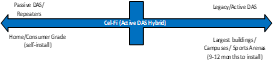 Passive DAS/
Repeaters
Legacy/Active DAS
Cel-Fi (Active DAS Hybrid)
Home/Consumer Grade
(self-install)
Largest buildings/
Campuses/ Sports Arenas
(9-12 months to install)